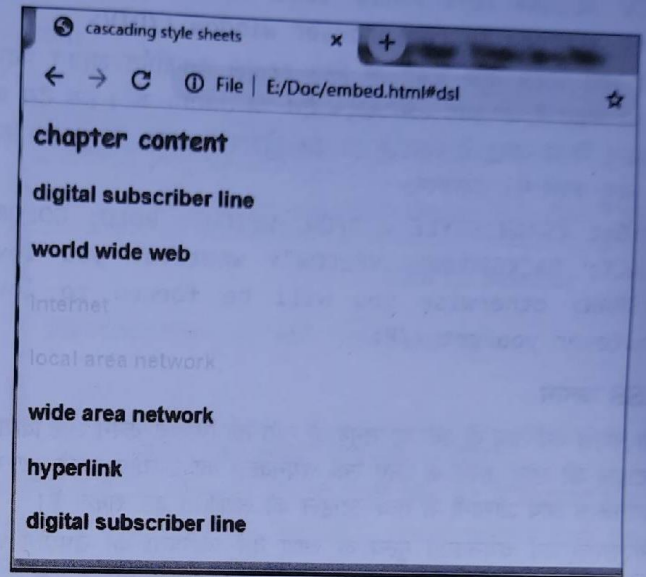 cascading style sheets
File | E:/Doc/embed.html#dsl
chapter content
digital subscriber line
world wide web
internet
local area network
wide area network
hyperlink
digital subscriber line